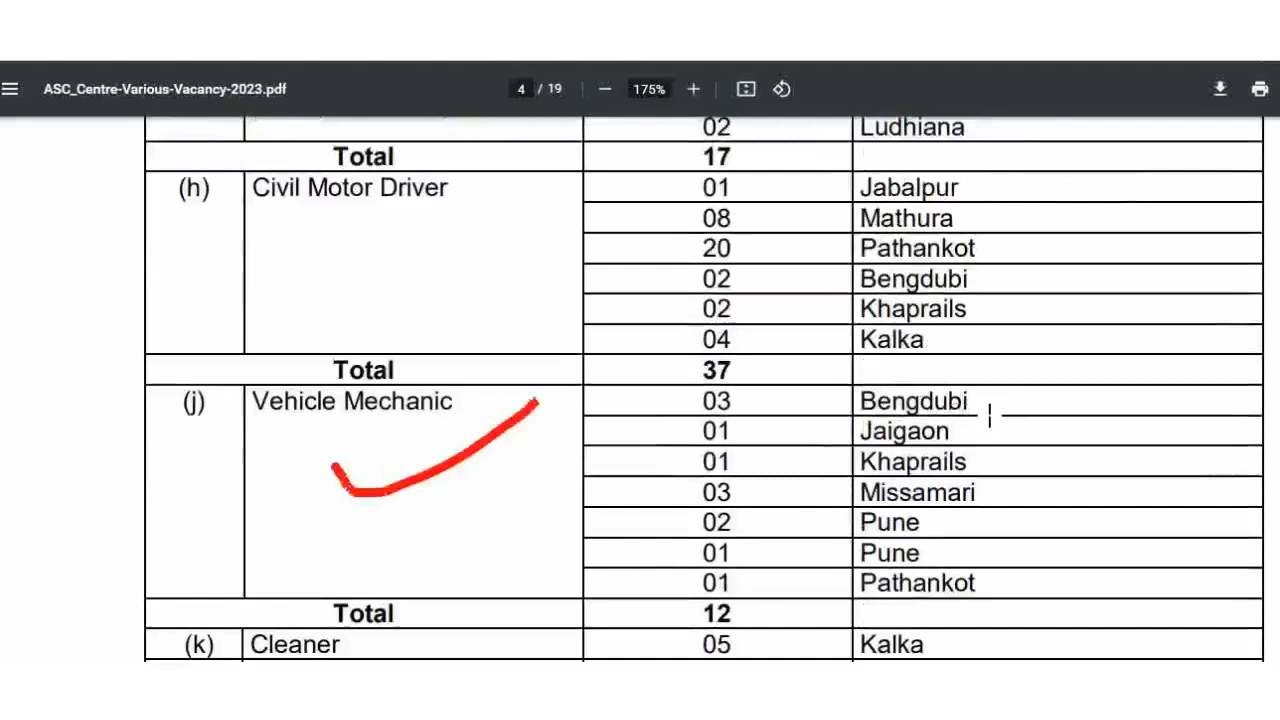 ASC_Centre-Various-Vacancy-2023.pdf 4 / 19 175%
02 Ludhiana
Total 17
(h) Civil Motor Driver 01 Jabalpur
08 Mathura
20 Pathankot
02 Bengdubi
02 Khaprails
04 Kalka
Total 37
(j) Vehicle Mechanic 03 Bengdubi
01 Jaigaon
01 Khaprails
03 Missamari
02 Pune
01 Pune
01 Pathankot
Total 12
(k) Cleaner 05 Kalka